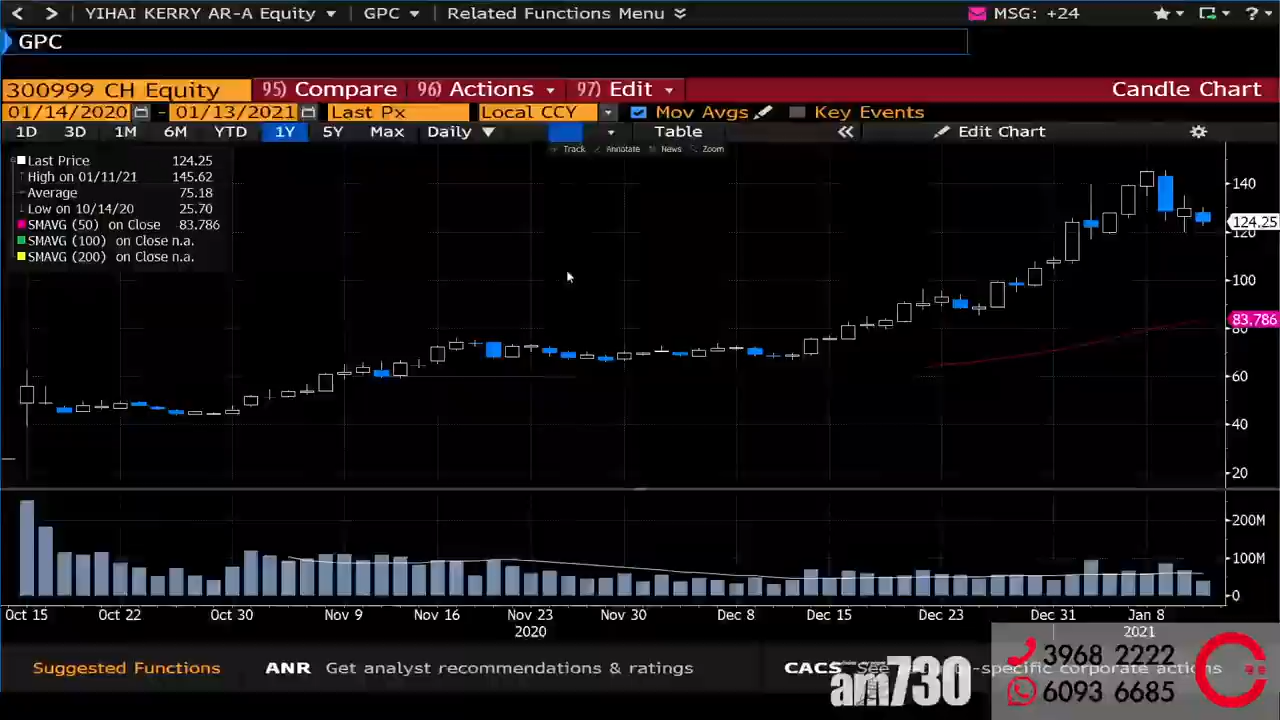 YIHAI KERRY AR-A Equity GPC Related Functions Menu MSG: +24 ?
GPC
300999 CH Equity 95) Compare 96) Actions 97) Edit Candle Chart
01/14/2020 - 01/13/2021 Last Px Local CCY Mov Avgs Key Events
1D 3D 1M 6M YTD 1Y 5Y Max Daily Table Edit Chart
Track Annotate News Zoom
Last Price 124.25
High on 01/11/21 145.62
Average 75.18
Low on 10/14/20 25.70
SMAVG (50) on Close 83.786
SMAVG (100) on Close n.a.
SMAVG (200) on Close n.a.
140
124.25
120
100
83.786
80
60
40
20
200M
100M
0
Oct 15 Oct 22 Oct 30 Nov 9 Nov 16 Nov 23 Nov 30 Dec 8 Dec 15 Dec 23 Dec 31 Jan 8
2020 2021
Suggested Functions ANR Get analyst recommendations & ratings CACS See -specific corporate actions
am730
3968 2222
6093 6685